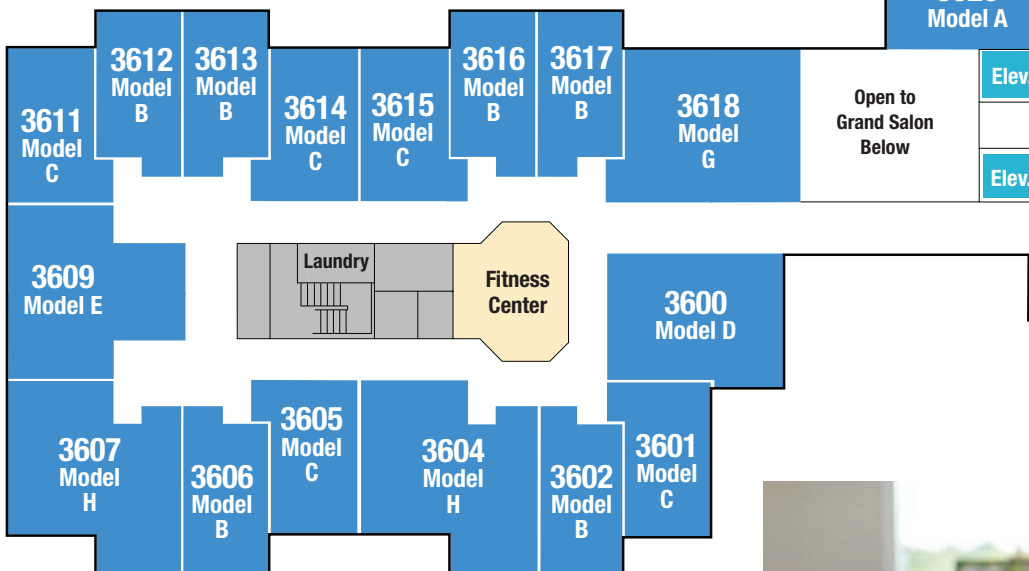 Model A
3612
Model
B
3613
Model
B
3616
Model
B
3617
Model
B
3611
Model
C
3614
Model
C
3615
Model
C
3618
Model
G
Open to
Grand Salon
Below
Elev.
Elev.
3609
Model E
Laundry
Fitness
Center
3600
Model D
3607
Model
H
3606
Model
B
3605
Model
C
3604
Model
H
3602
Model
B
3601
Model
C